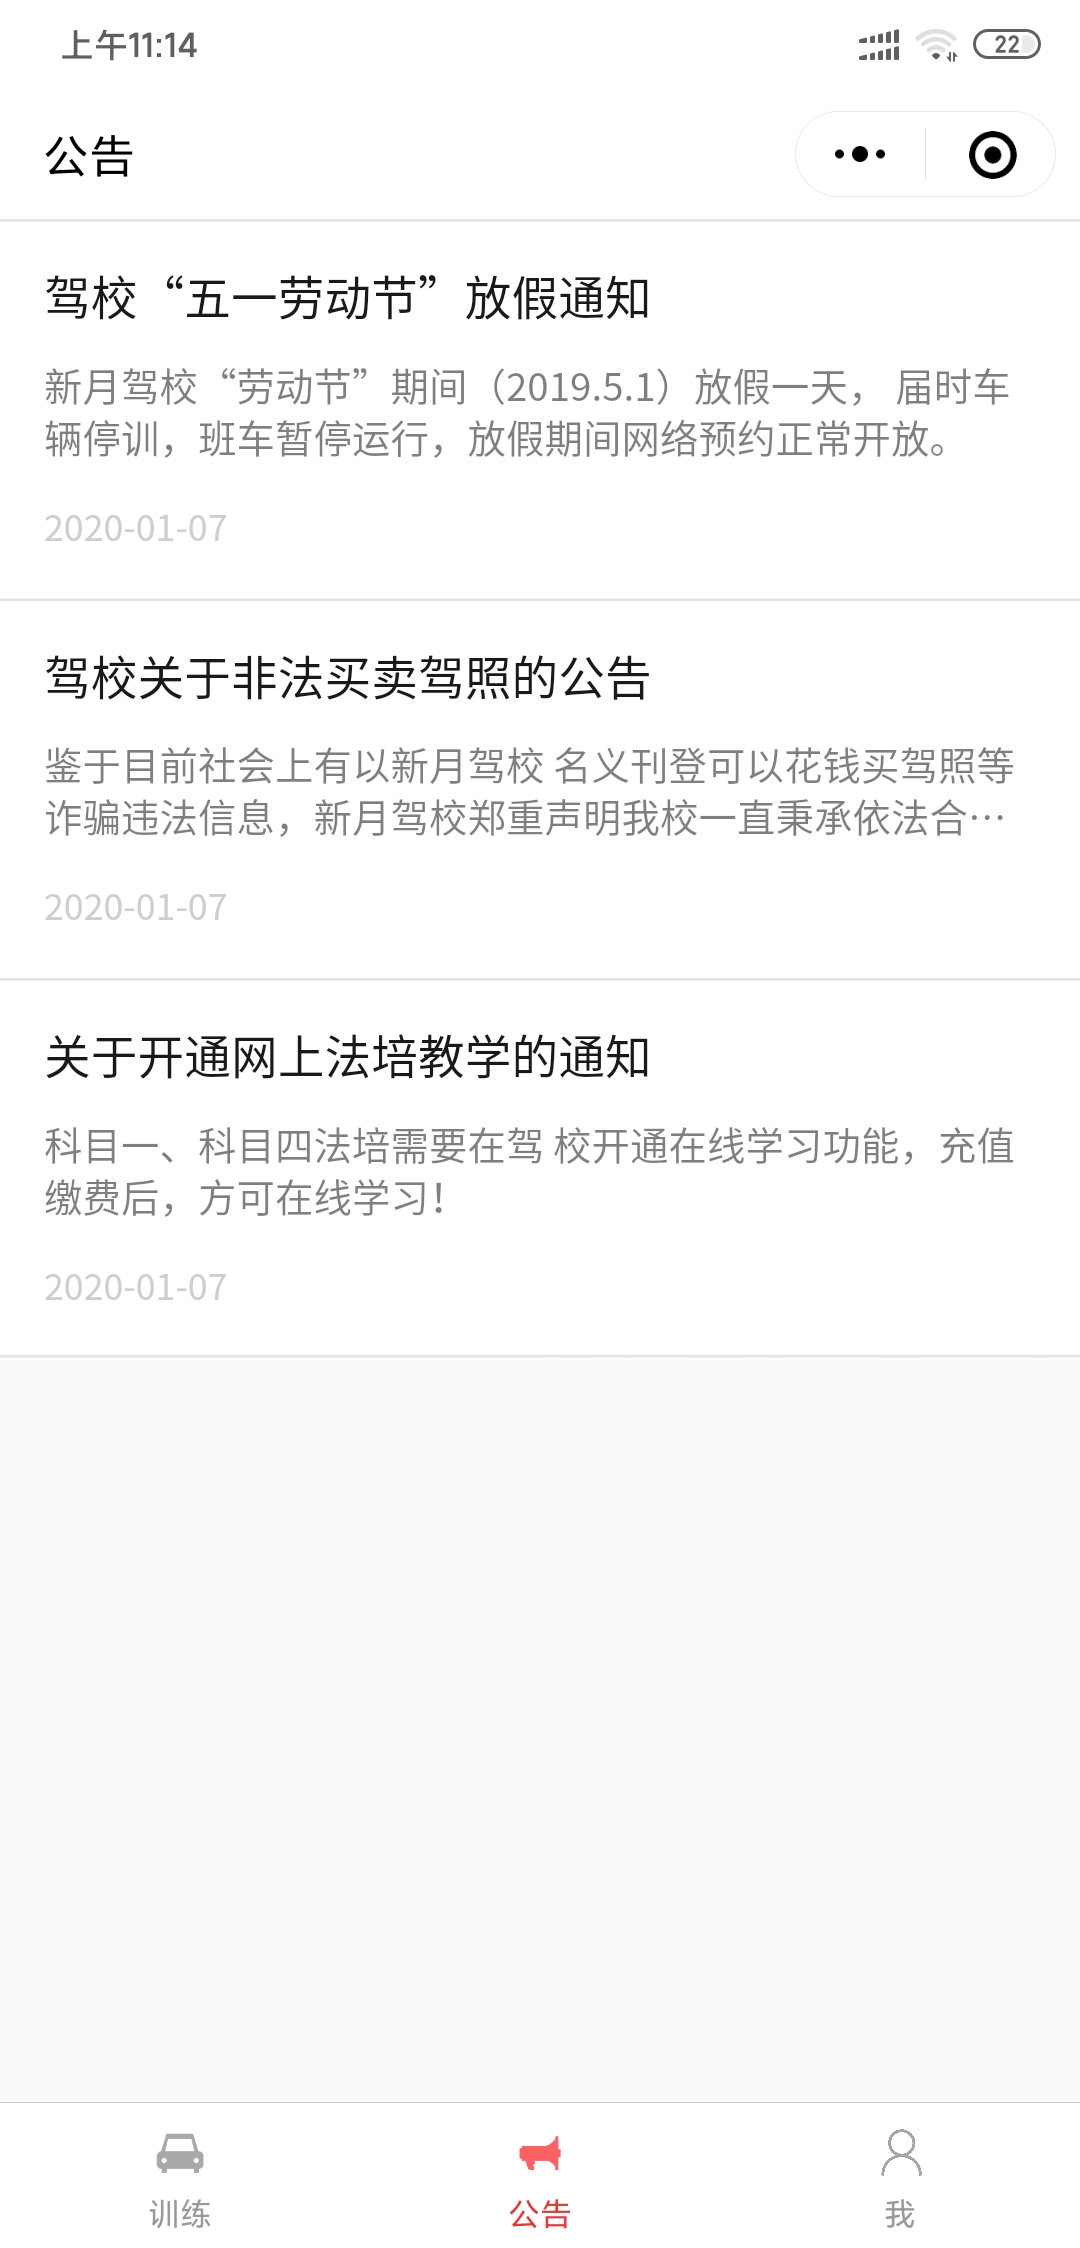 上午11:14
22
公告
驾校“五一劳动节”放假通知
新月驾校“劳动节”期间（2019.5.1）放假一天， 届时车
辆停训，班车暂停运行，放假期间网络预约正常开放。
2020-01-07
驾校关于非法买卖驾照的公告
鉴于目前社会上有以新月驾校 名义刊登可以花钱买驾照等
诈骗违法信息，新月驾校郑重声明我校一直秉承依法合…
2020-01-07
关于开通网上法培教学的通知
科目一、科目四法培需要在驾 校开通在线学习功能，充值
缴费后，方可在线学习！
2020-01-07
训练
公告
我